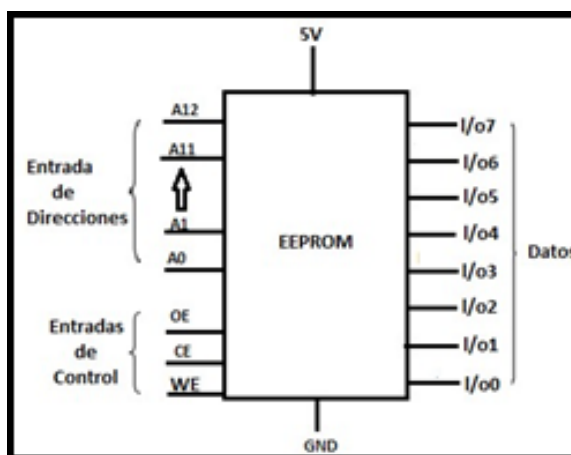 5V
A12
A11
A1
A0
Entrada
de
Direcciones
OE
CE
WE
Entradas
de
Control
EEPROM
I/o7
I/o6
I/o5
I/o4
I/o3
I/o2
I/o1
I/o0
Datos
GND